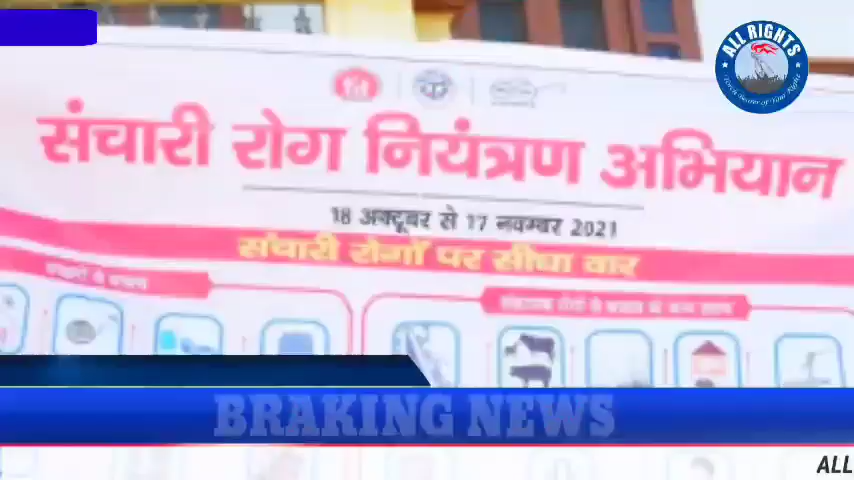 ALL RIGHTS
संचारी रोग नियंत्रण अभियान
18 अक्टूबर से 17 नवम्बर 2021
संचारी रोगों पर सीधा वार
BRAKING NEWS
ALL